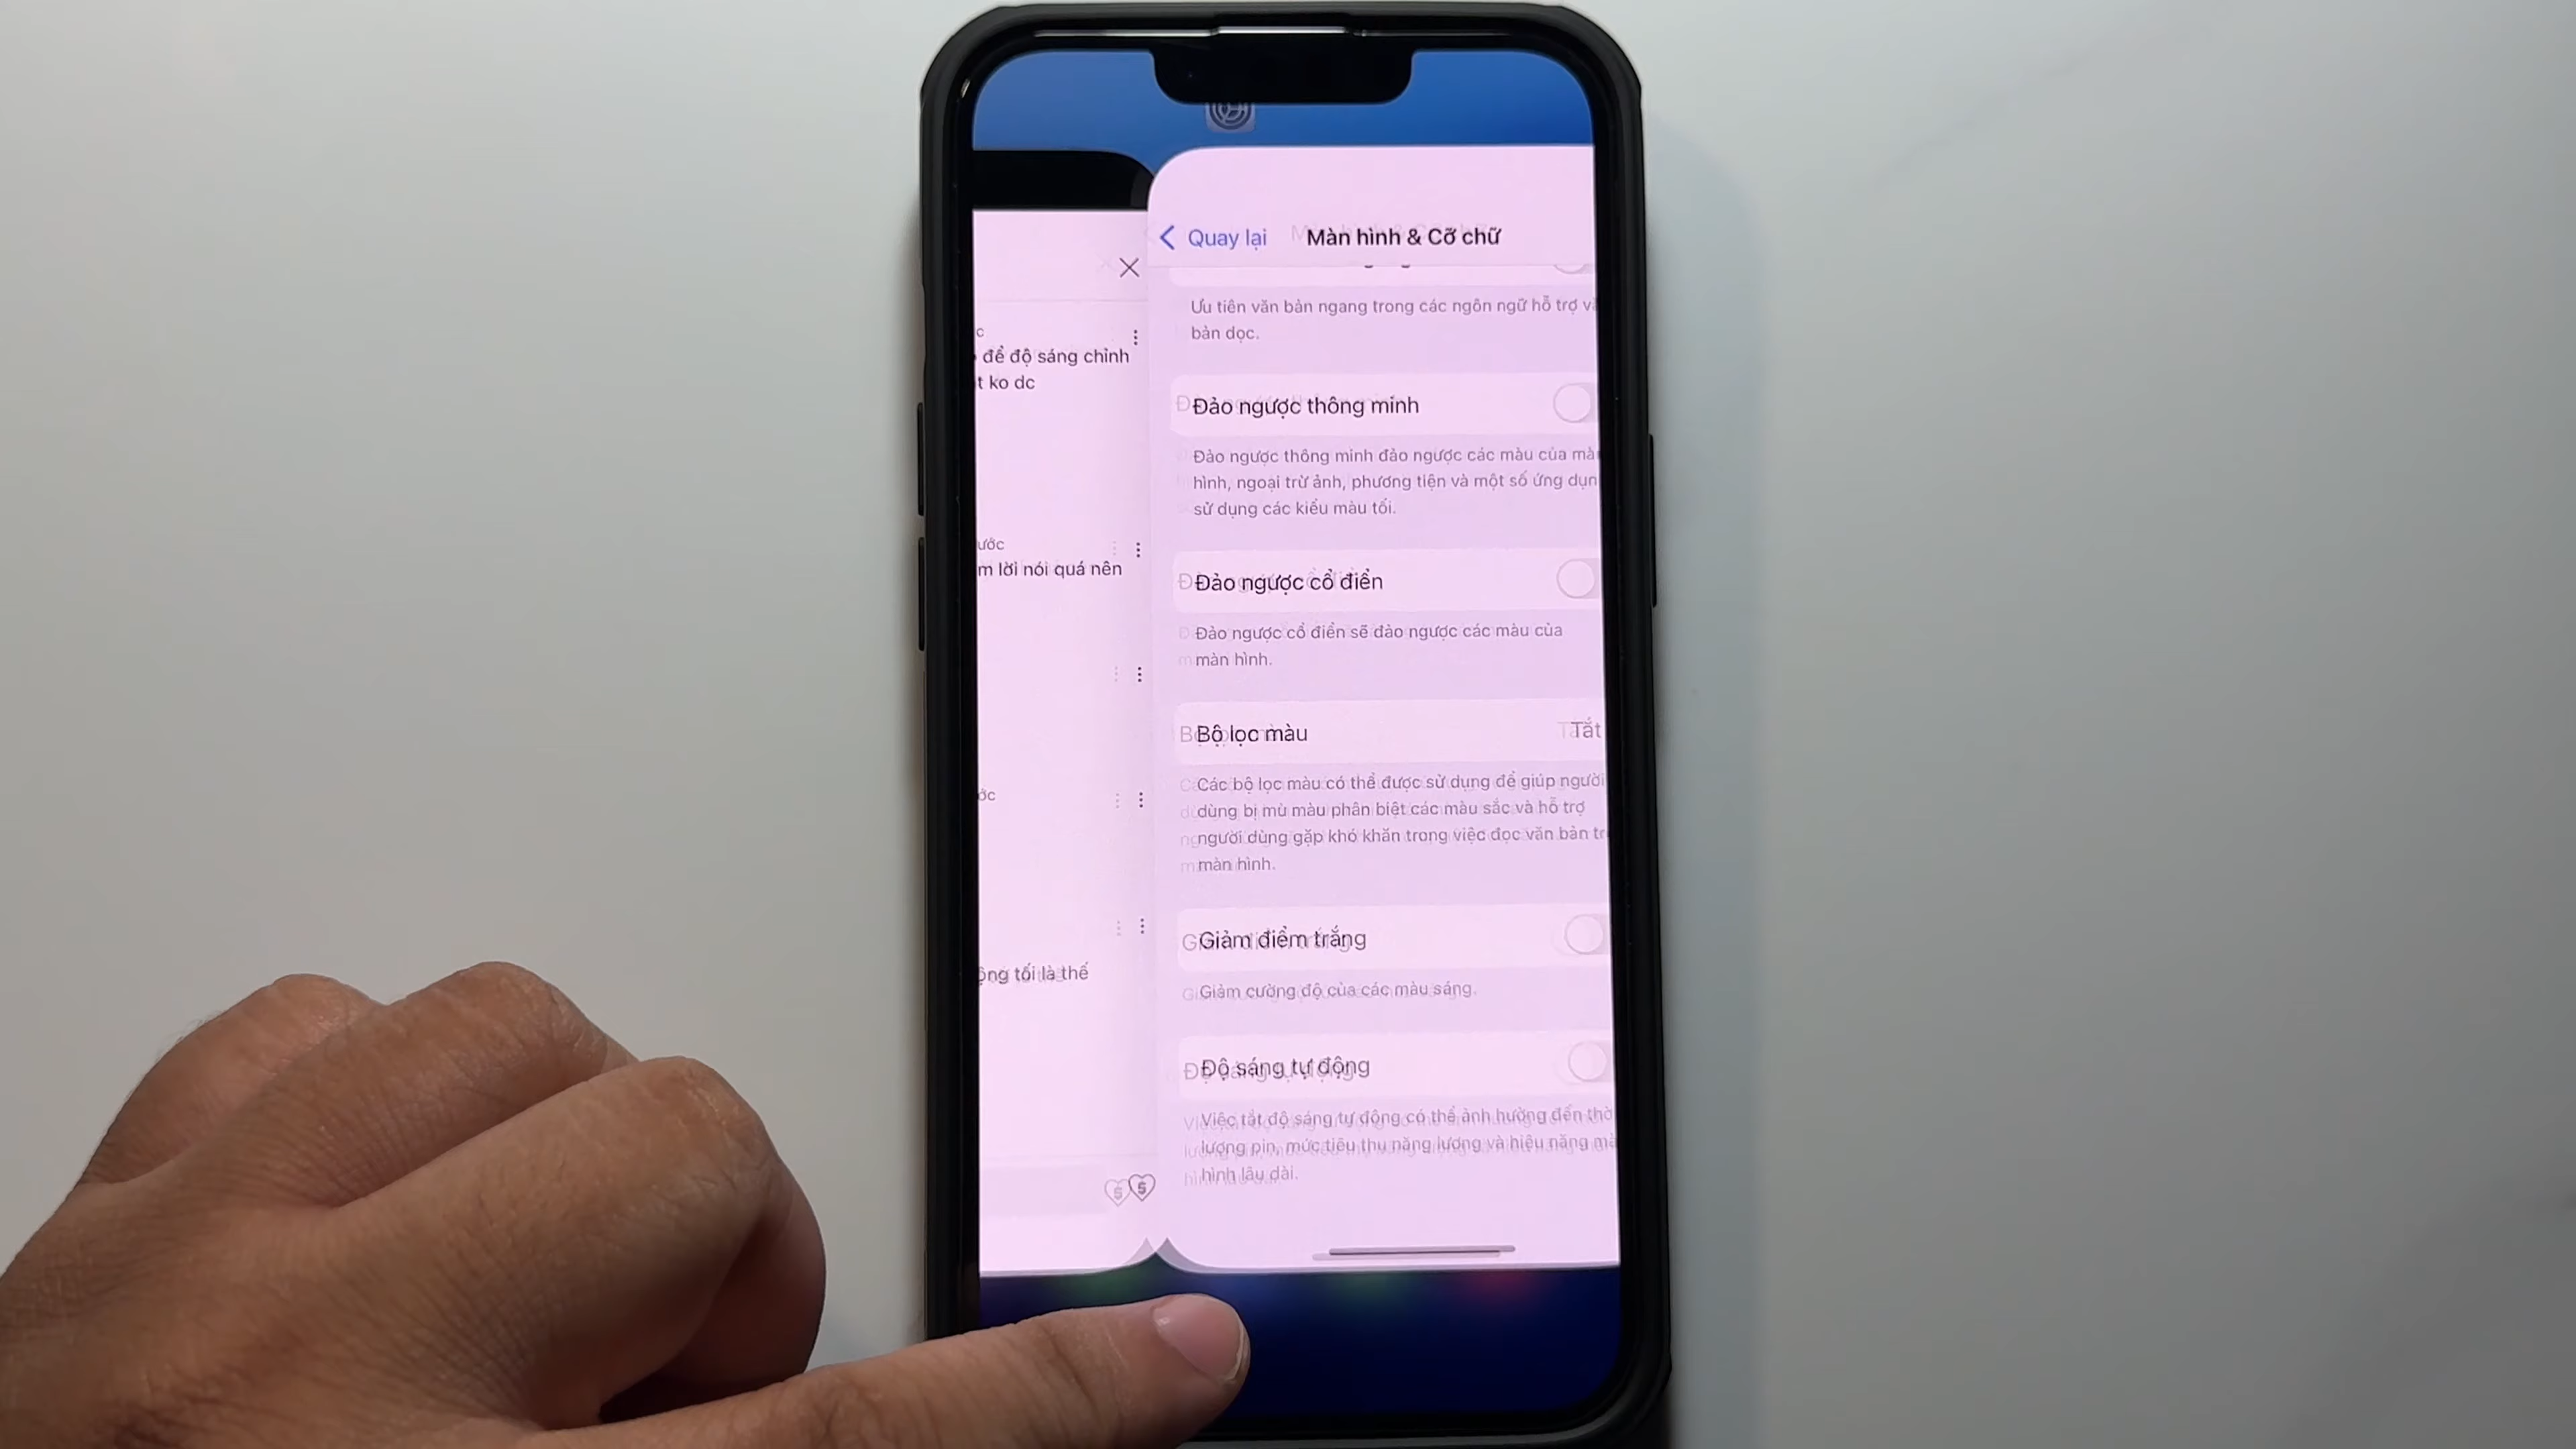 để độ sáng chỉnh
t ko dc
ước
m lời nói quá nên
ớc
ộng tối là thế
Quay lại
Màn hình & Cỡ chữ
Ưu tiên văn bản ngang trong các ngôn ngữ hỗ trợ
bản dọc.
Đảo ngược thông minh
Đảo ngược thông minh đảo ngược các màu của
hình, ngoại trừ ảnh, phương tiện và một số ứng
sử dụng các kiểu màu tối.
Đảo ngược cổ điển
Đảo ngược cổ điển sẽ đảo ngược các màu của
màn hình.
Bộ lọc màu
Tắt
Các bộ lọc màu có thể được sử dụng để giúp người
dùng bị mù màu phân biệt các màu sắc và hỗ trợ
người dùng gặp khó khăn trong việc đọc văn bản
màn hình.
Giảm điểm trắng
Giảm cường độ của các màu sáng.
Độ sáng tự động
Việc tắt độ sáng tự động có thể ảnh hưởng đến
lượng pin, mức tiêu thụ năng lượng và hiệu năng
hình lâu dài.